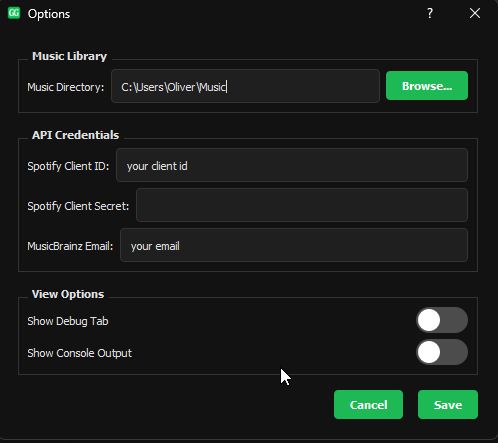 GG Options ?
Music Library
Music Directory: C:\Users\Oliver\Music Browse...
API Credentials
Spotify Client ID: your client id
Spotify Client Secret:
MusicBrainz Email: your email
View Options
Show Debug Tab
Show Console Output
Cancel Save